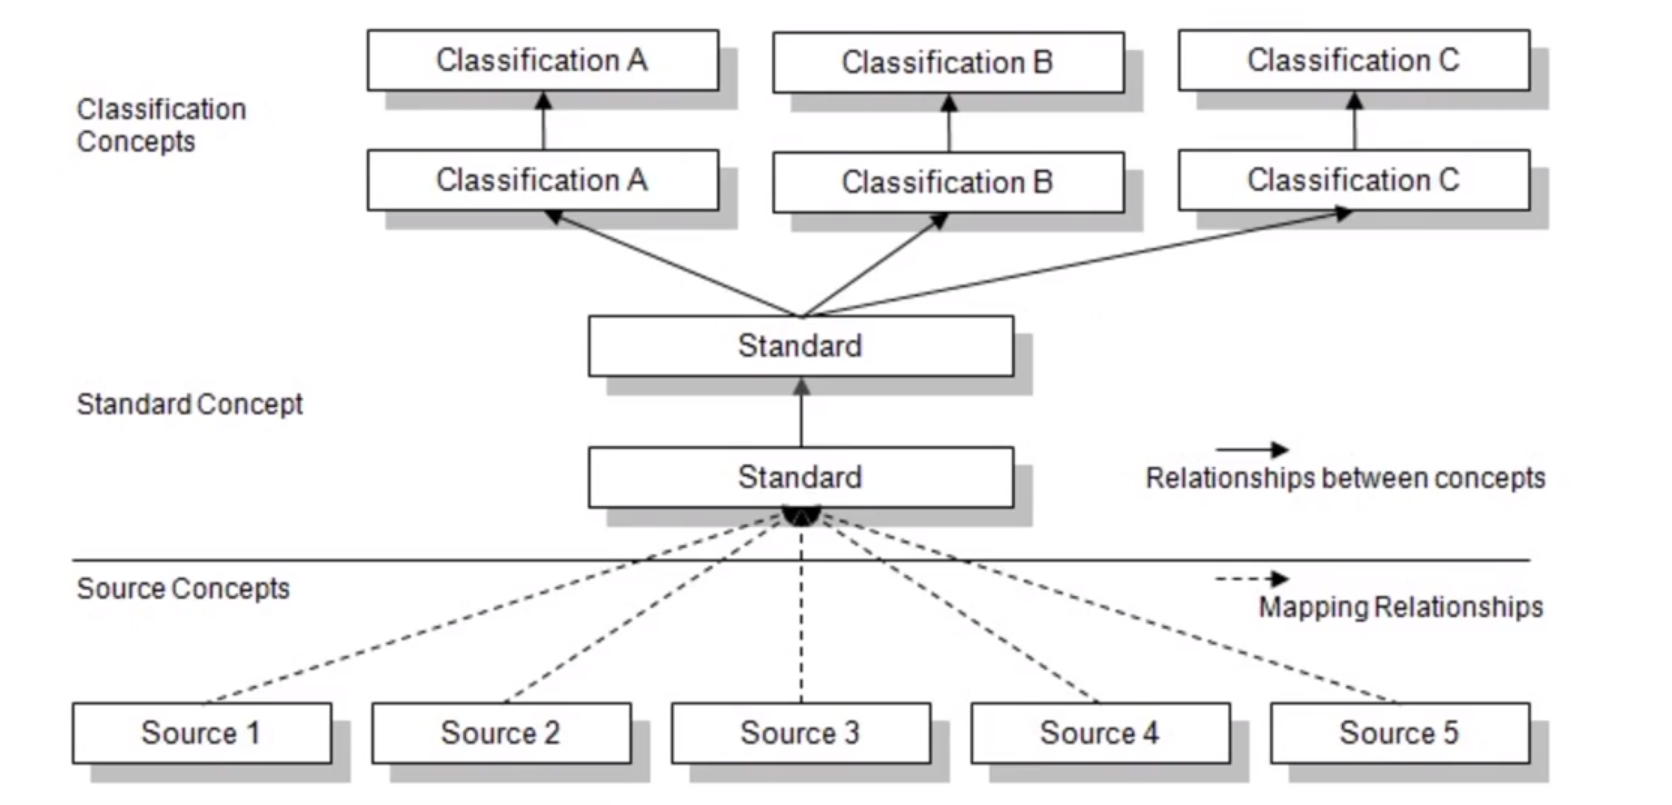 Classification A
Classification B
Classification C
Classification
Concepts
Classification A
Classification B
Classification C
Standard
Standard Concept
Standard
Relationships between concepts
Source Concepts
Mapping Relationships
Source 1
Source 2
Source 3
Source 4
Source 5